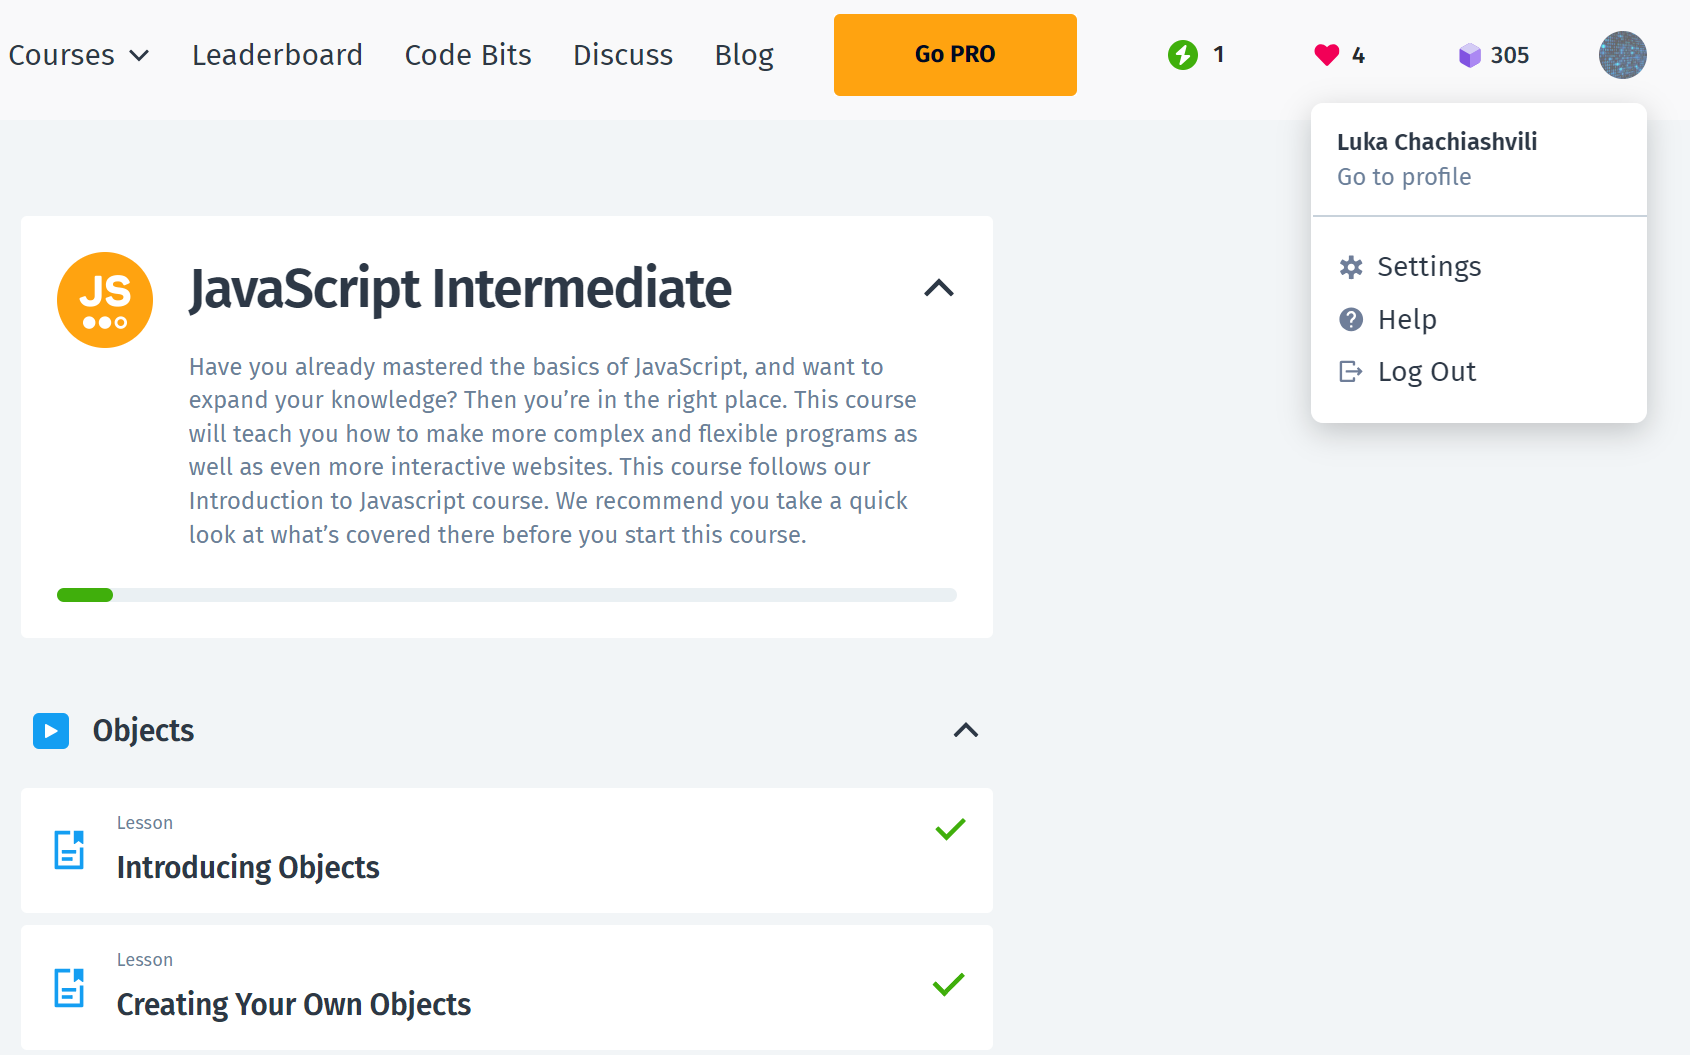 Courses Leaderboard Code Bits Discuss Blog Go PRO 1 4 305
Luka Chachiashvili
Go to profile
Settings
Help
Log Out
JS
JavaScript Intermediate
Have you already mastered the basics of JavaScript, and want to
expand your knowledge? Then you’re in the right place. This course
will teach you how to make more complex and flexible programs as
well as even more interactive websites. This course follows our
Introduction to Javascript course. We recommend you take a quick
look at what’s covered there before you start this course.
Objects
Lesson
Introducing Objects
Lesson
Creating Your Own Objects